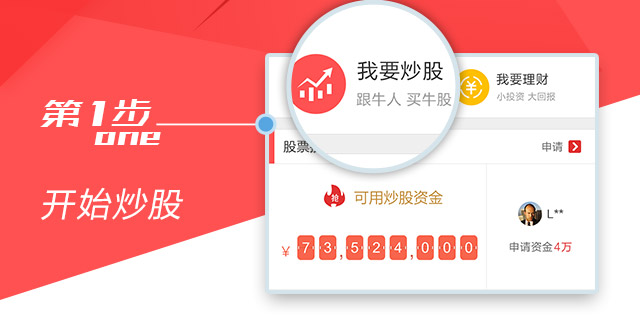 第1步
one
开始炒股
我要炒股
跟牛人 买牛股
我要理财
小投资 大回报
股票
申请
可用炒股资金
¥73,524,000
L**
申请资金4万